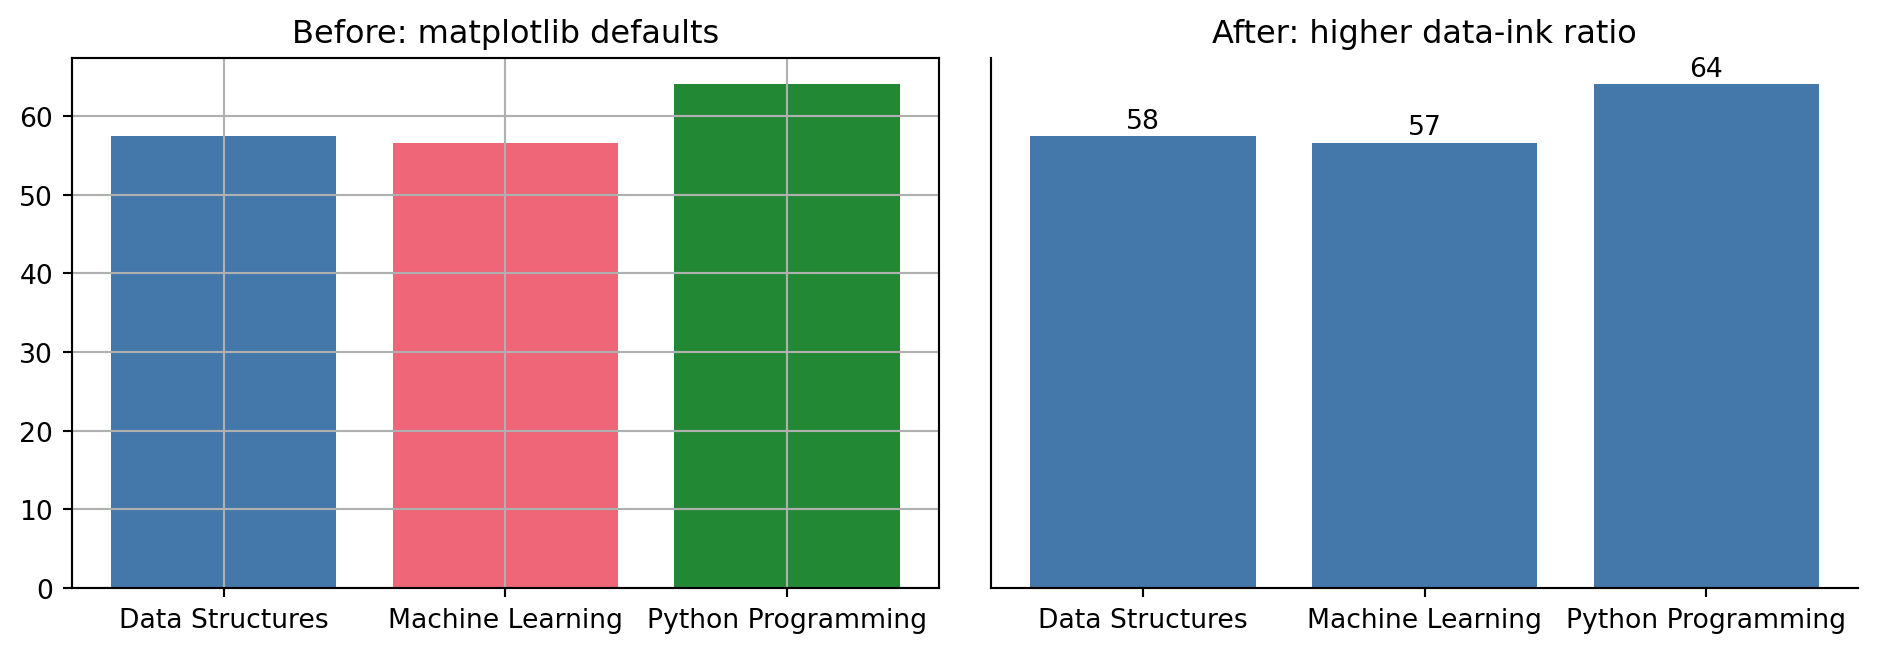 Before: matplotlib defaults
60
50
40
30
20
10
0
Data Structures
Machine Learning
Python Programming
After: higher data-ink ratio
58
57
64
Data Structures
Machine Learning
Python Programming